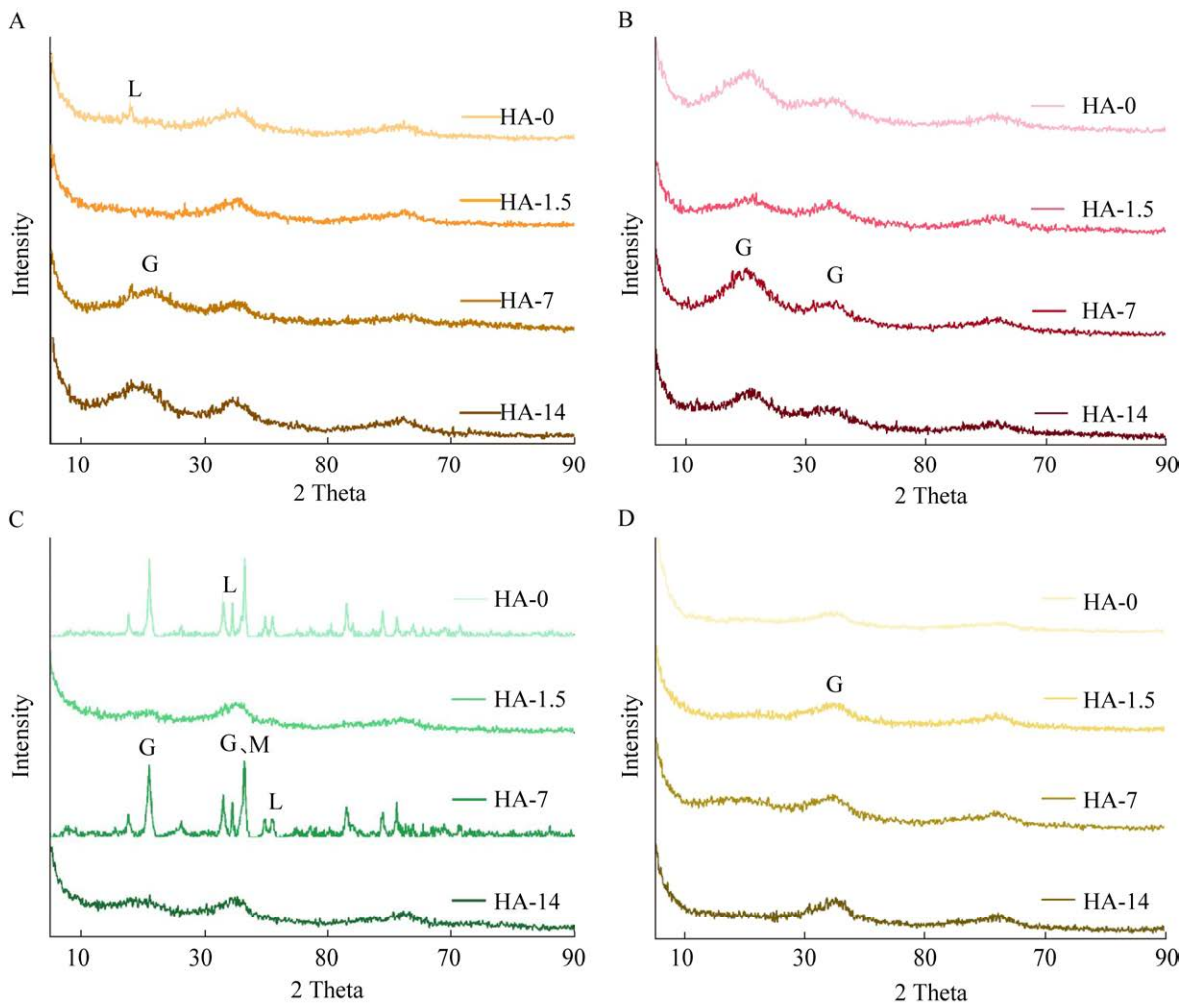 A
L
HA-0
HA-1.5
G
HA-7
HA-14
Intensity
10 30 80 70 90
2 Theta
B
HA-0
HA-1.5
G G
HA-7
HA-14
Intensity
10 30 80 70 90
2 Theta
C
L
HA-0
HA-1.5
G G、M
L
HA-7
HA-14
Intensity
10 30 80 70 90
2 Theta
D
HA-0
G
HA-1.5
HA-7
HA-14
Intensity
10 30 80 70 90
2 Theta